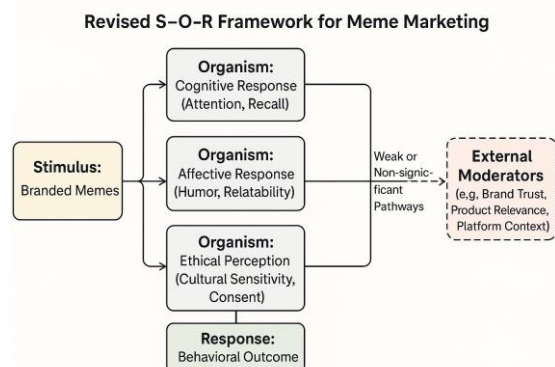 Revised S–O–R Framework for Meme Marketing
Organism:
Cognitive Response
(Attention, Recall)
Stimulus:
Branded Memes
Organism:
Affective Response
(Humor, Relatability)
Weak or
Non-signic-
ficant
Pathways
External
Moderators
(e,g, Brand Trust,
Product Relevance,
Platform Context)
Organism:
Ethical Perception
(Cultural Sensitivity,
Consent)
Response:
Behavioral Outcome